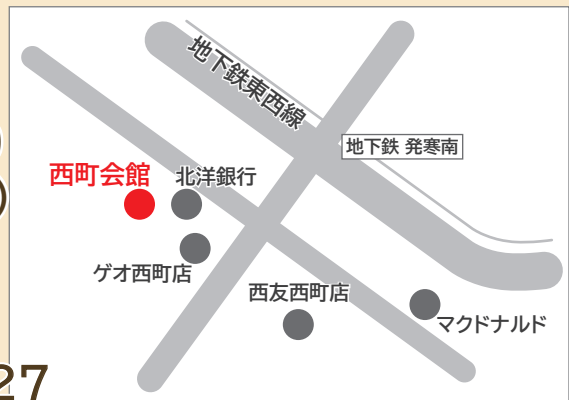 地下鉄東西線
地下鉄 発寒南
西町会館
北洋銀行
ゲオ西町店
西友西町店
マクドナルド
27